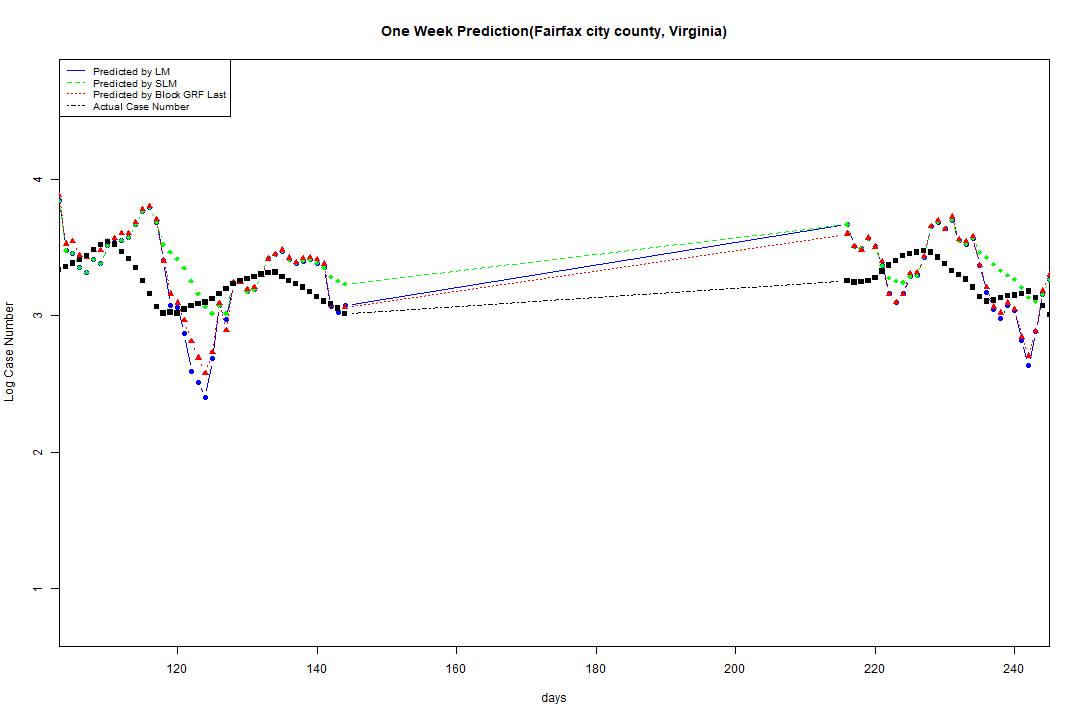 One Week Prediction(Fairfax city county, Virginia)
Predicted by LM
Predicted by SLM
Predicted by Block GRF Last
Actual Case Number
4
3
2
1
Log Case Number
120 140 160 180 200 220 240
days